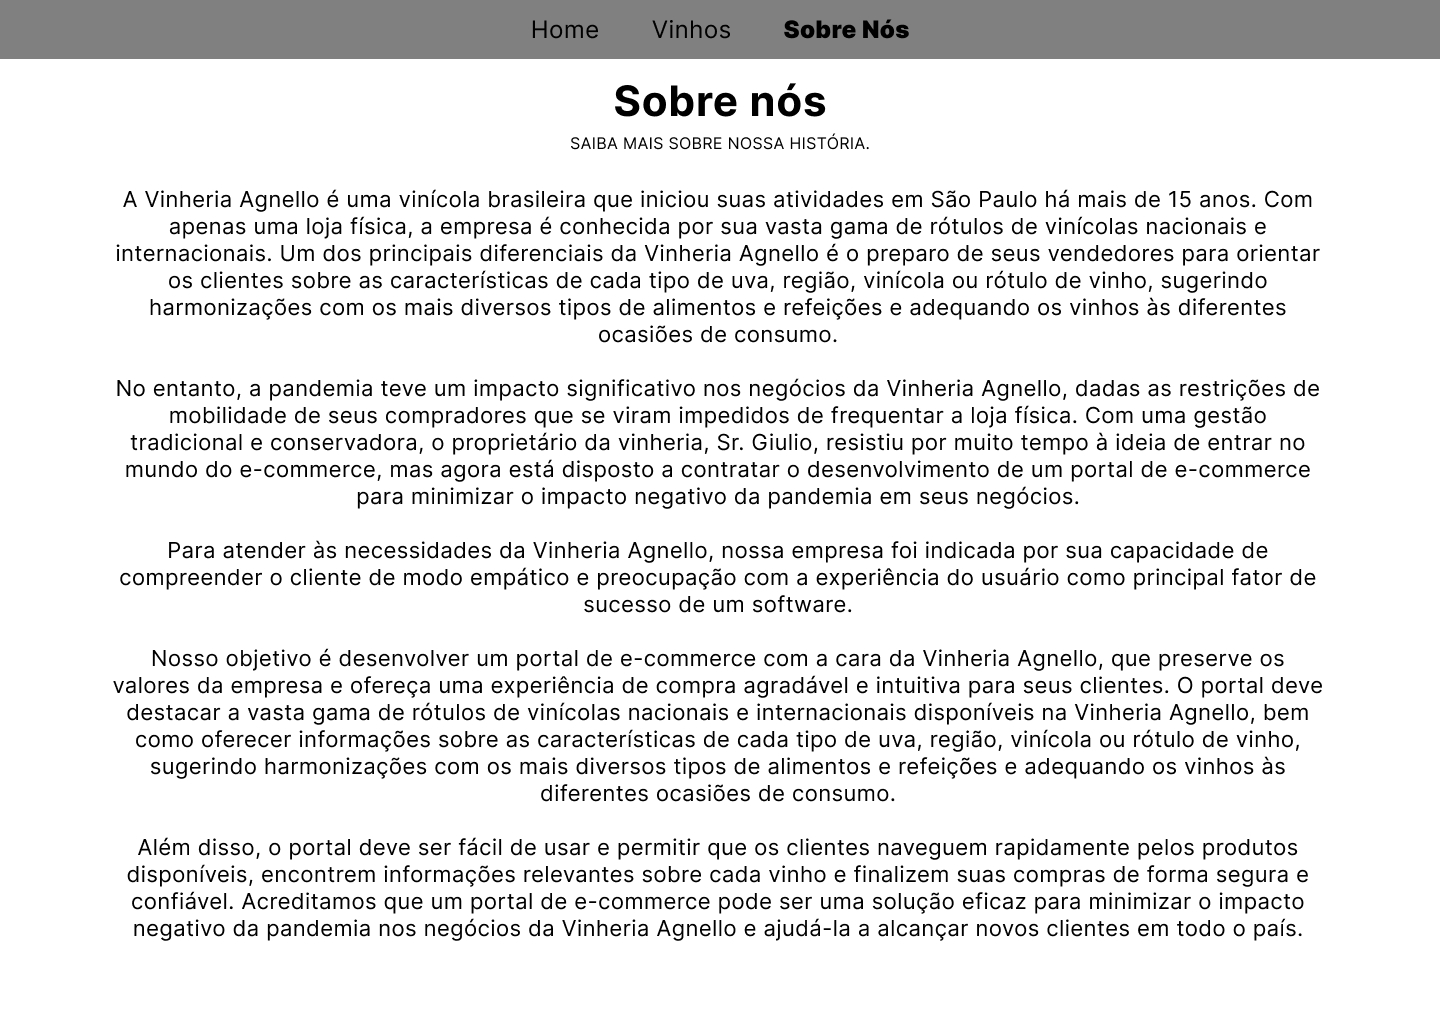 Home Vinhos Sobre Nós
Sobre nós
SAIBA MAIS SOBRE NOSSA HISTÓRIA.
A Vinheria Agnello é uma vinícola brasileira que iniciou suas atividades em São Paulo há mais de 15 anos. Com
apenas uma loja física, a empresa é conhecida por sua vasta gama de rótulos de vinícolas nacionais e
internacionais. Um dos principais diferenciais da Vinheria Agnello é o preparo de seus vendedores para orientar
os clientes sobre as características de cada tipo de uva, região, vinícola ou rótulo de vinho, sugerindo
harmonizações com os mais diversos tipos de alimentos e refeições e adequando os vinhos às diferentes
ocasiões de consumo.
No entanto, a pandemia teve um impacto significativo nos negócios da Vinheria Agnello, dadas as restrições de
mobilidade de seus compradores que se viram impedidos de frequentar a loja física. Com uma gestão
tradicional e conservadora, o proprietário da vinheria, Sr. Giulio, resistiu por muito tempo à ideia de entrar no
mundo do e-commerce, mas agora está disposto a contratar o desenvolvimento de um portal de e-commerce
para minimizar o impacto negativo da pandemia em seus negócios.
Para atender às necessidades da Vinheria Agnello, nossa empresa foi indicada por sua capacidade de
compreender o cliente de modo empático e preocupação com a experiência do usuário como principal fator de
sucesso de um software.
Nosso objetivo é desenvolver um portal de e-commerce com a cara da Vinheria Agnello, que preserve os
valores da empresa e ofereça uma experiência de compra agradável e intuitiva para seus clientes. O portal deve
destacar a vasta gama de rótulos de vinícolas nacionais e internacionais disponíveis na Vinheria Agnello, bem
como oferecer informações sobre as características de cada tipo de uva, região, vinícola ou rótulo de vinho,
sugerindo harmonizações com os mais diversos tipos de alimentos e refeições e adequando os vinhos às
diferentes ocasiões de consumo.
Além disso, o portal deve ser fácil de usar e permitir que os clientes naveguem rapidamente pelos produtos
disponíveis, encontrem informações relevantes sobre cada vinho e finalizem suas compras de forma segura e
confiável. Acreditamos que um portal de e-commerce pode ser uma solução eficaz para minimizar o impacto
negativo da pandemia nos negócios da Vinheria Agnello e ajudá-la a alcançar novos clientes em todo o país.